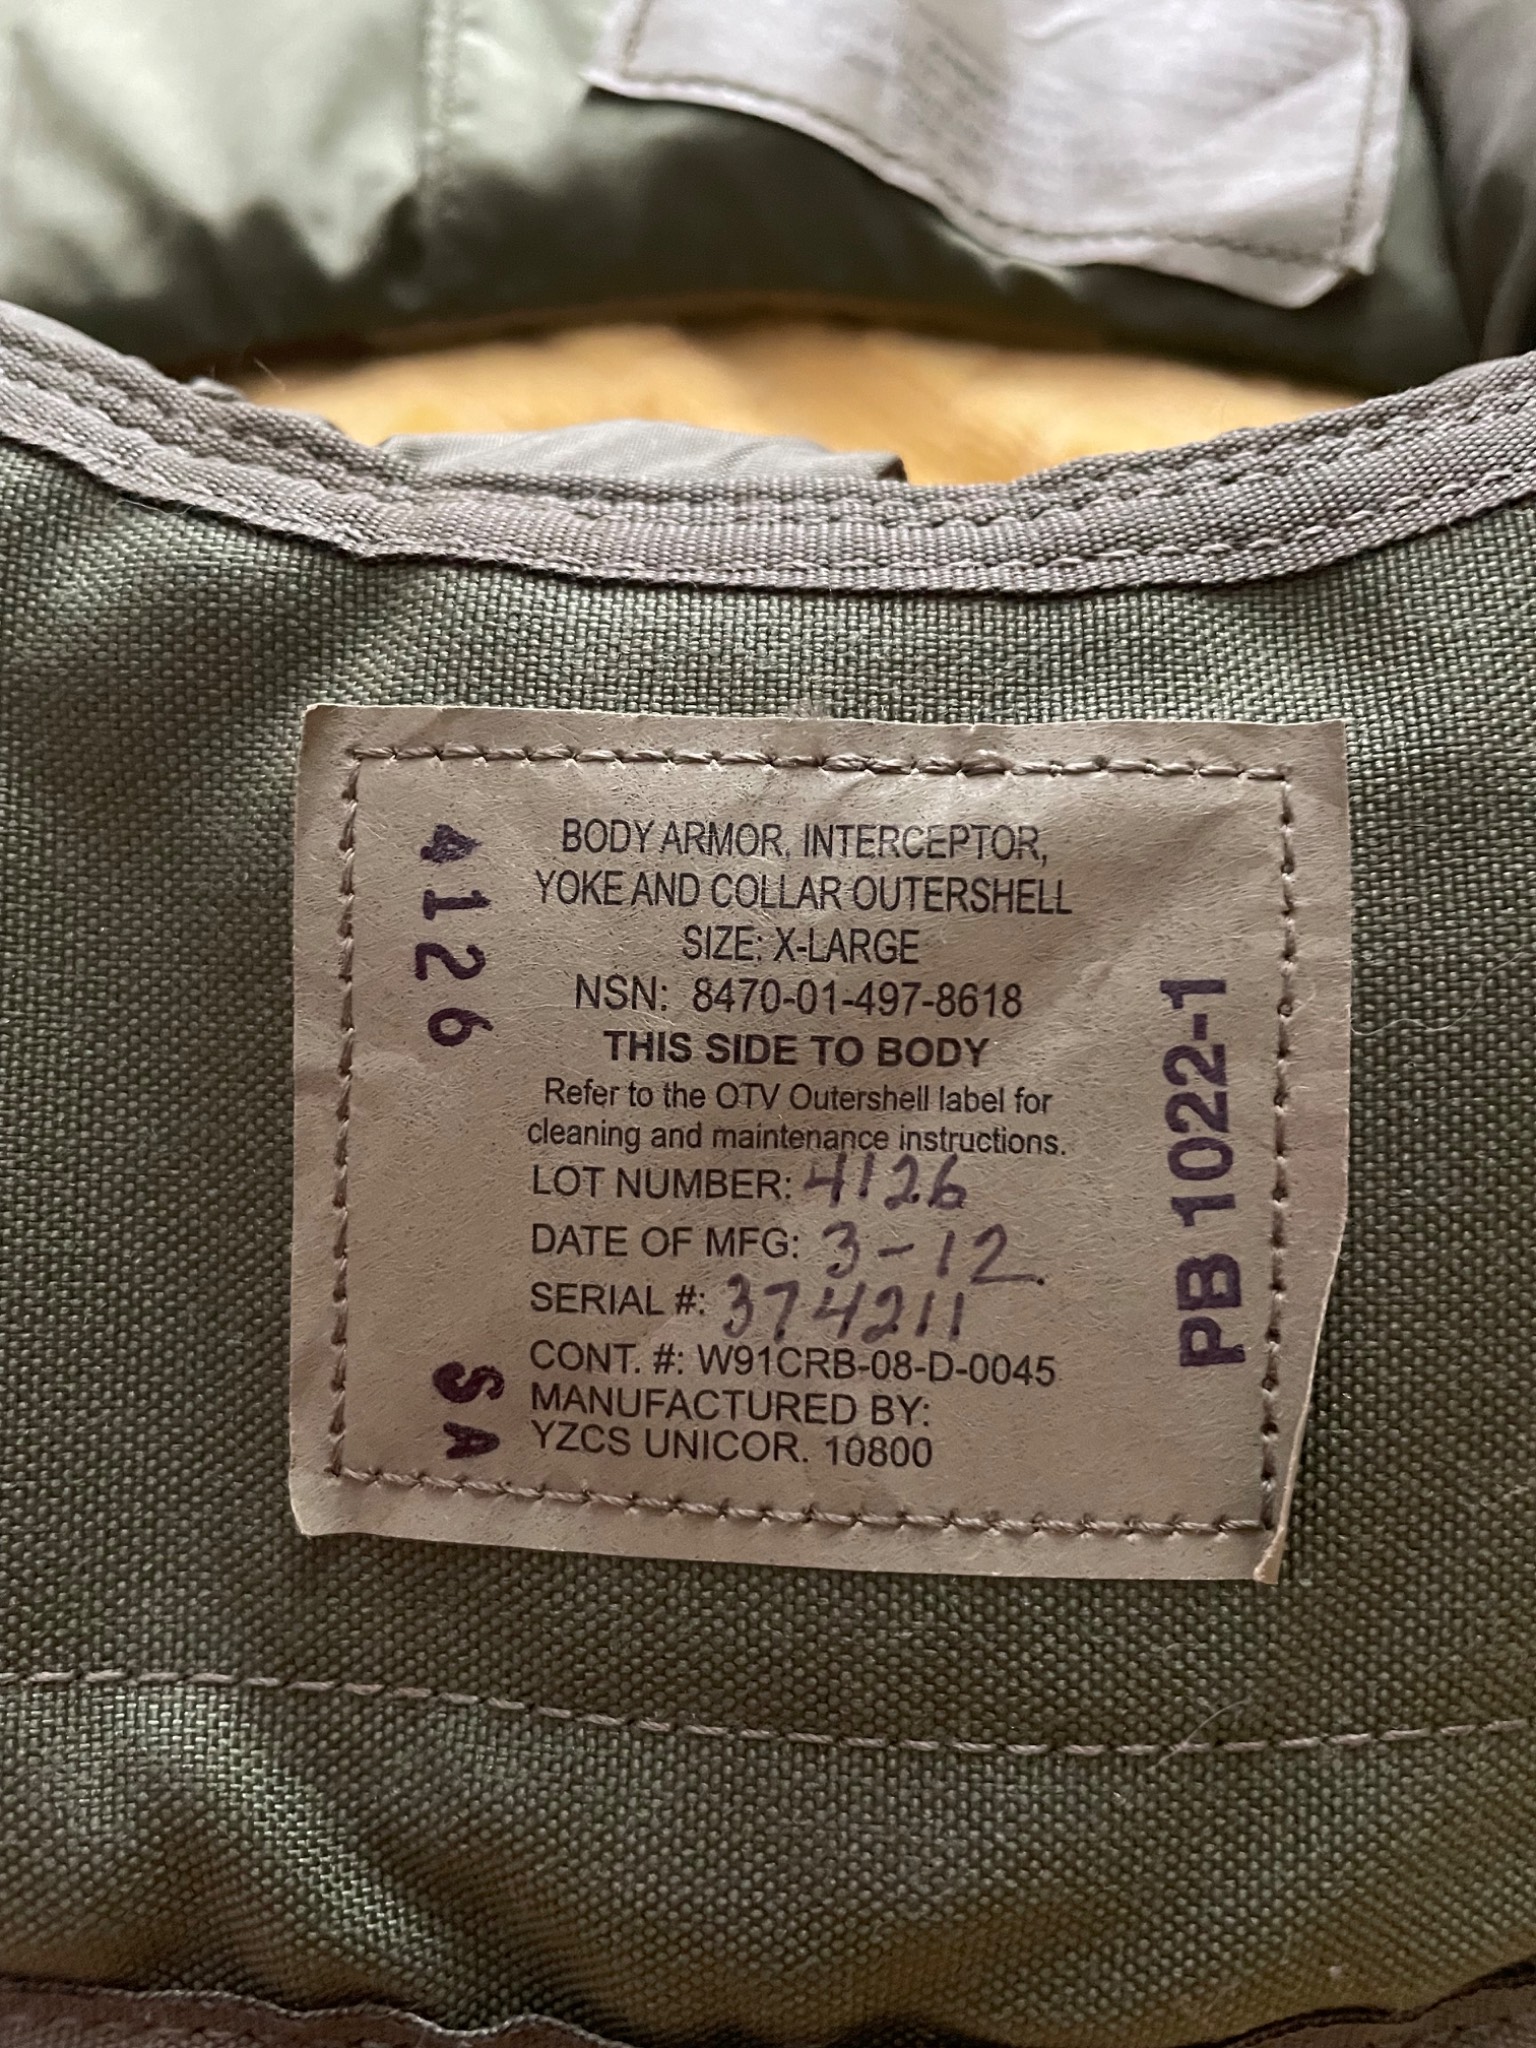 BODY ARMOR, INTERCEPTOR,
YOKE AND COLLAR OUTERSHELL
SIZE: X-LARGE
NSN: 8470-01-497-8618
THIS SIDE TO BODY
Refer to the OTV Outershell label for
cleaning and maintenance instructions.
LOT NUMBER: 4126
DATE OF MFG: 3-12.
SERIAL #: 374211
CONT. #: W91CRB-08-D-0045
MANUFACTURED BY:
YZCS UNICOR. 10800
4126
SA
PB 1022-1